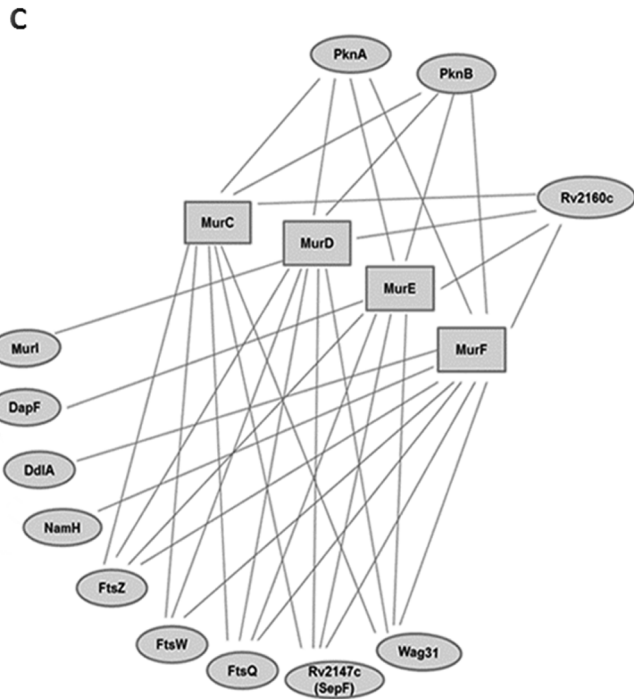 C
PknA
PknB
Rv2160c
MurC
MurD
MurE
MurF
MurI
DapF
DdlA
NamH
FtsZ
FtsW
FtsQ
Rv2147c
(SepF)
Wag31